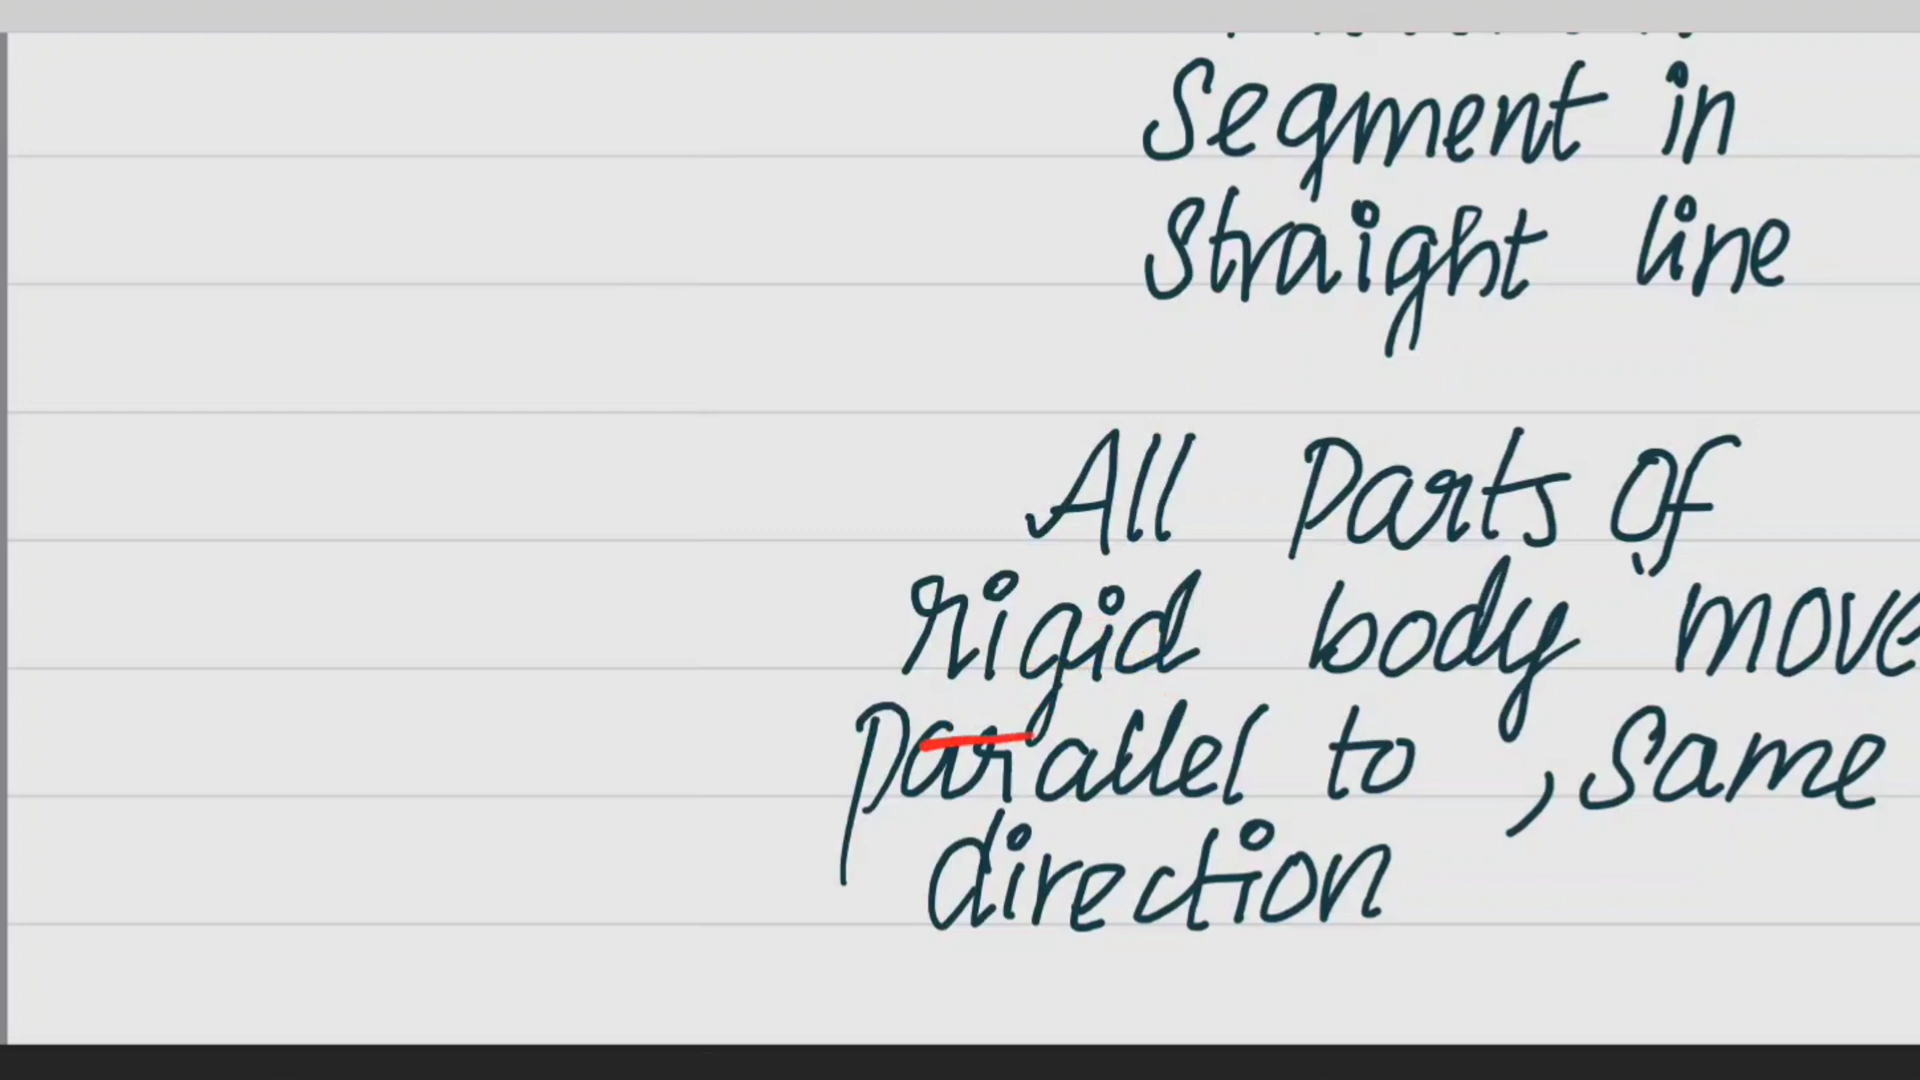 Segment in
Straight line
All Parts Of
rigid body move
parallel to , Same
direction